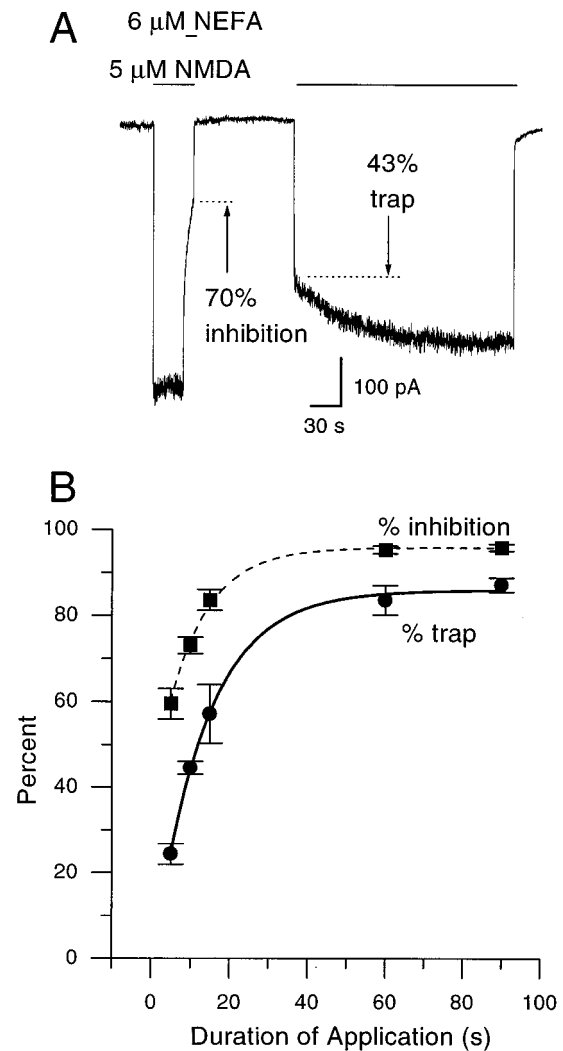 A
6 μM NEFA
5 μM NMDA
43%
trap
70%
inhibition
100 pA
30 s
B
100
80
60
40
20
0
Percent
% inhibition
% trap
0 20 40 60 80 100
Duration of Application (s)